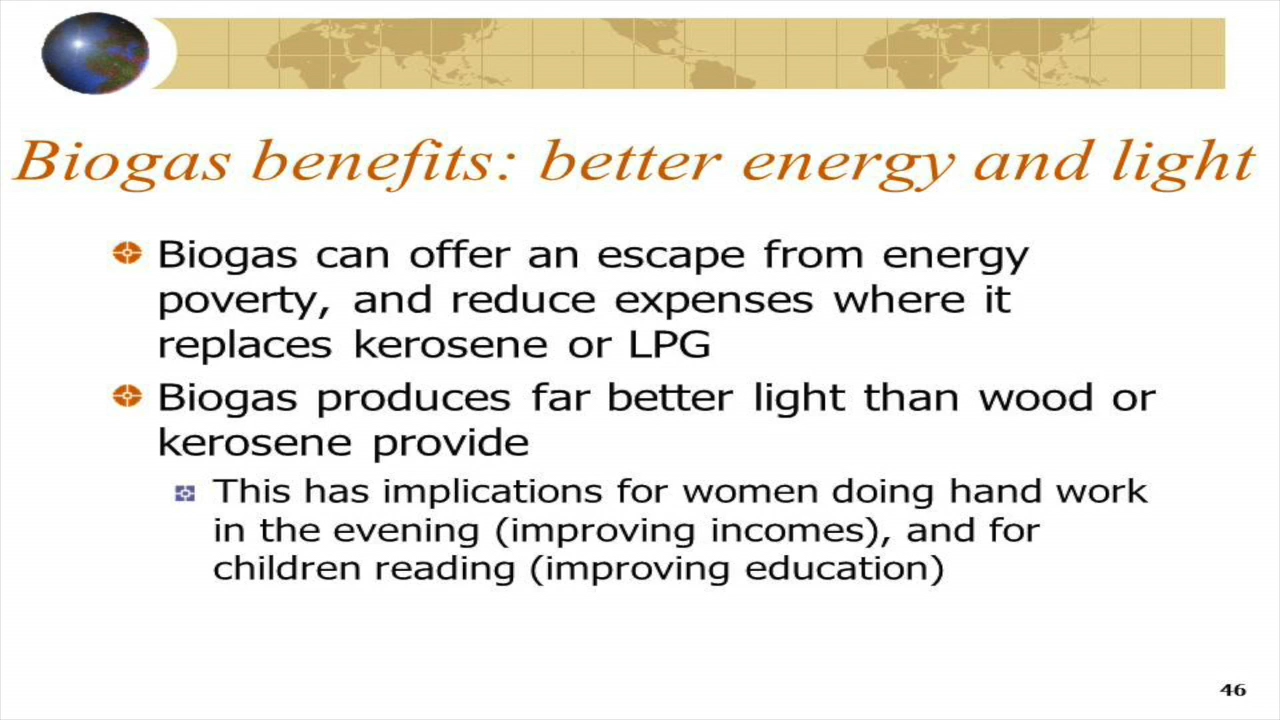 Biogas benefits: better energy and light
Biogas can offer an escape from energy
poverty, and reduce expenses where it
replaces kerosene or LPG
Biogas produces far better light than wood or
kerosene provide
This has implications for women doing hand work
in the evening (improving incomes), and for
children reading (improving education)
46